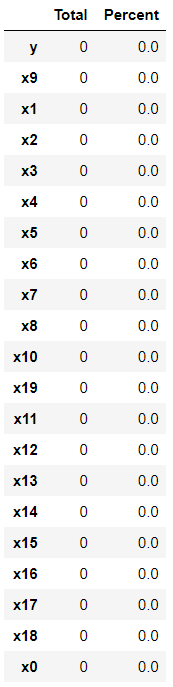 Total Percent
y 0 0.0
x9 0 0.0
x1 0 0.0
x2 0 0.0
x3 0 0.0
x4 0 0.0
x5 0 0.0
x6 0 0.0
x7 0 0.0
x8 0 0.0
x10 0 0.0
x19 0 0.0
x11 0 0.0
x12 0 0.0
x13 0 0.0
x14 0 0.0
x15 0 0.0
x16 0 0.0
x17 0 0.0
x18 0 0.0
x0 0 0.0